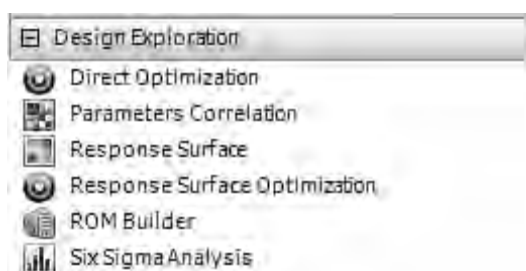 Design Exploration
Direct Optimization
Parameters Correlation
Response Surface
Response Surface Optimization
ROM Builder
Six Sigma Analysis